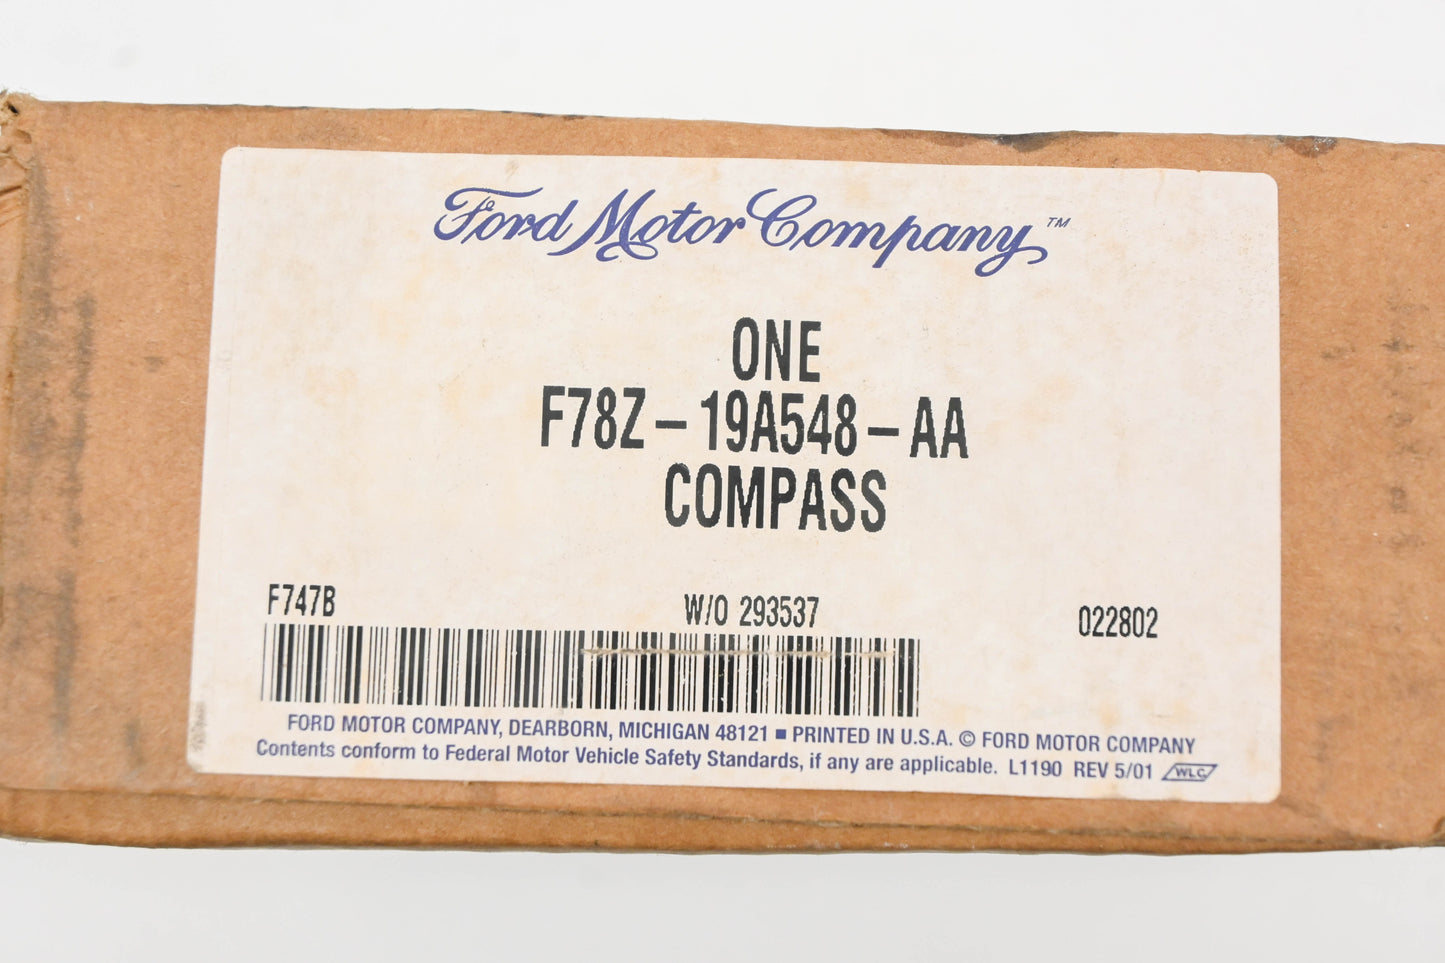 Ford Motor Company™
ONE
F78Z-19A548-AA
COMPASS
F747B W/O 293537 022802
FORD MOTOR COMPANY, DEARBORN, MICHIGAN 48121 ■ PRINTED IN U.S.A. © FORD MOTOR COMPANY
Contents conform to Federal Motor Vehicle Safety Standards, if any are applicable. L1190 REV 5/01 WLC